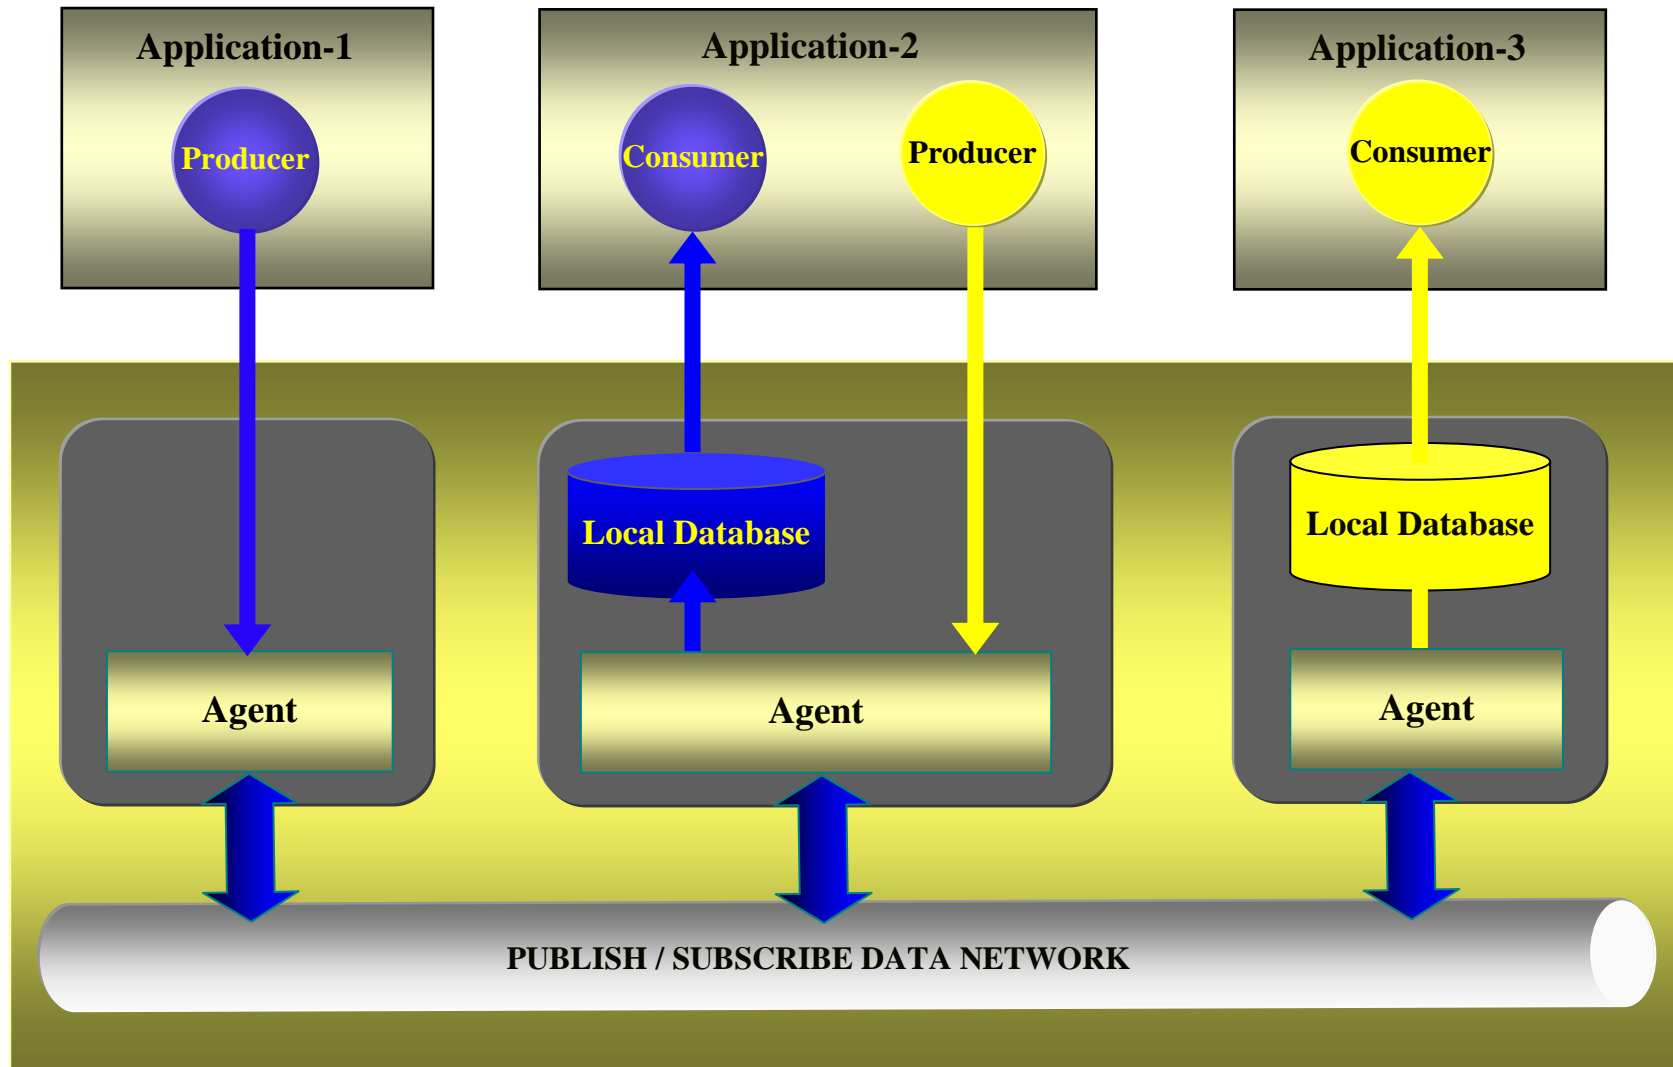 Application-1
Application-2
Application-3
Producer
Consumer
Producer
Consumer
Local Database
Local Database
Agent
Agent
Agent
PUBLISH / SUBSCRIBE DATA NETWORK